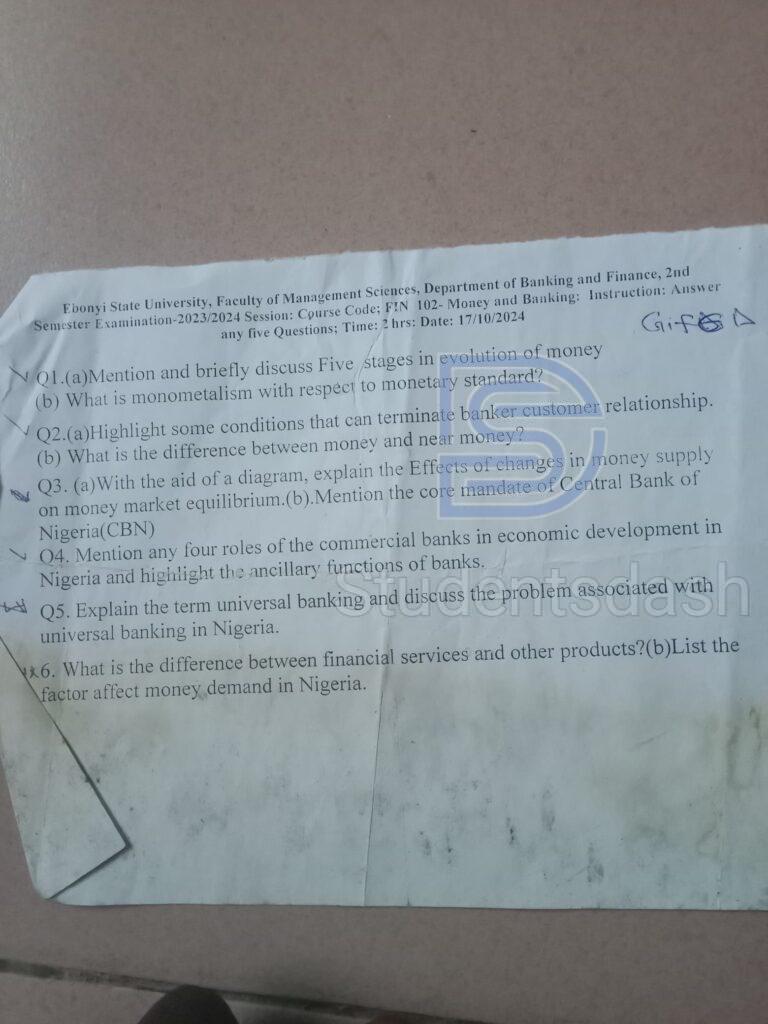 Ebonyi State University, Faculty of Management Sciences, Department of Banking and Finance, 2nd
Semester Examination-2023/2024 Session: Course Code; FIN 102- Money and Banking: Instruction: Answer
any five Questions; Time: 2 hrs: Date: 17/10/2024
Q1.(a)Mention and briefly discuss Five stages in evolution of money
(b) What is monometalism with respect to monetary standard?
Q2.(a)Highlight some conditions that can terminate banker customer relationship.
(b) What is the difference between money and near money?
Q3. (a)With the aid of a diagram, explain the Effects of changes in money supply
on money market equilibrium.(b).Mention the core mandate of Central Bank of
Nigeria(CBN)
Q4. Mention any four roles of the commercial banks in economic development in
Nigeria and highlight the ancillary functions of banks.
Studentsdash
Q5. Explain the term universal banking and discuss the problem associated with
universal banking in Nigeria.
6. What is the difference between financial services and other products?(b)List the
factor affect money demand in Nigeria.